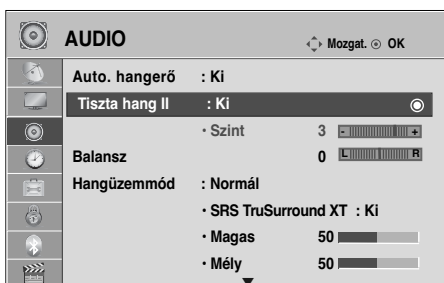 AUDIO Mozgat. OK
Auto. hangerő : Ki
Tiszta hang II : Ki
• Szint 3 - +
Balansz 0 L R
Hangüzemmód : Normál
• SRS TruSurround XT : Ki
• Magas 50
• Mély 50